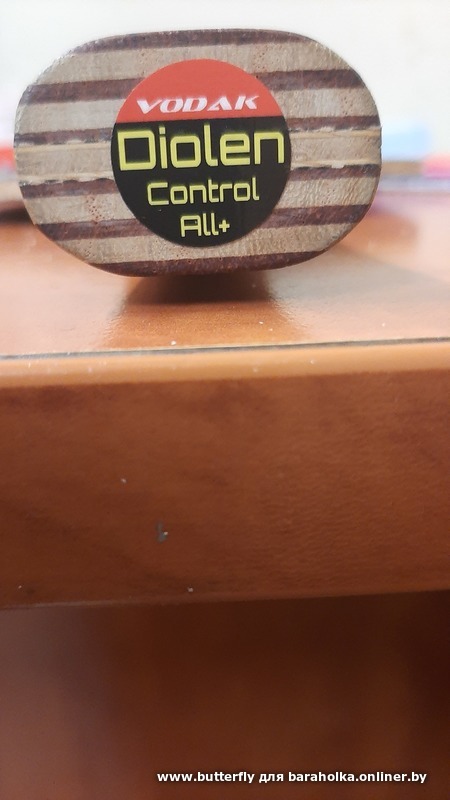 VODAK
Diolen
Control
All+
www.butterfly для baraholka.onliner.by